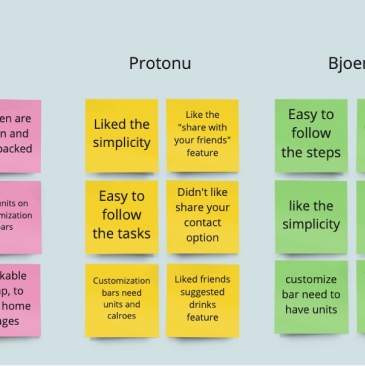 Protonu
Bjoe
en are
n and
packed
Liked the
simplicity
Like the
"share with
your friends"
feature
Easy to
follow
the steps
units on
mization
ars
Easy to
follow
the tasks
Didn't like
share your
contact
option
like the
simplicity
kable
p, to
home
ges
Customization
bars need
units and
calroes
Liked friends
suggested
drinks
feature
customize
bar need to
have units